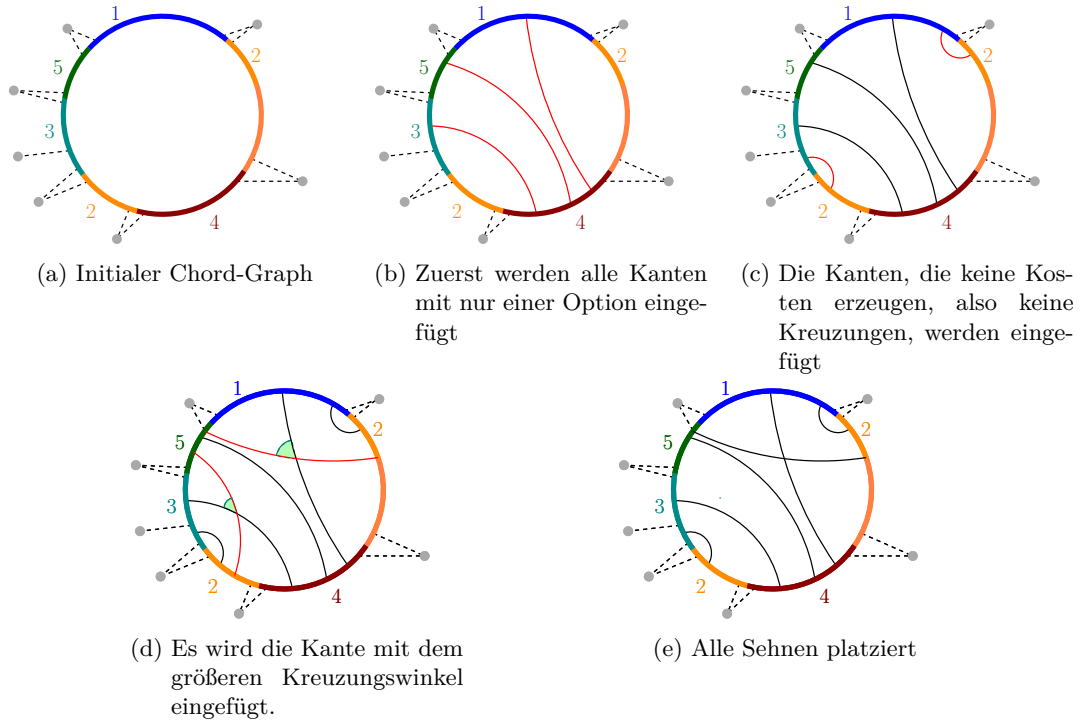 1
2
5
3
2
4
(a) Initialer Chord-Graph
1
2
5
3
2
4
(b) Zuerst werden alle Kanten
mit nur einer Option einge-
fügt
1
2
5
3
2
4
(c) Die Kanten, die keine Kos-
ten erzeugen, also keine
Kreuzungen, werden einge-
fügt
1
2
5
3
2
4
(d) Es wird die Kante mit dem
größeren Kreuzungswinkel
eingefügt.
1
2
5
3
2
4
(e) Alle Sehnen platziert